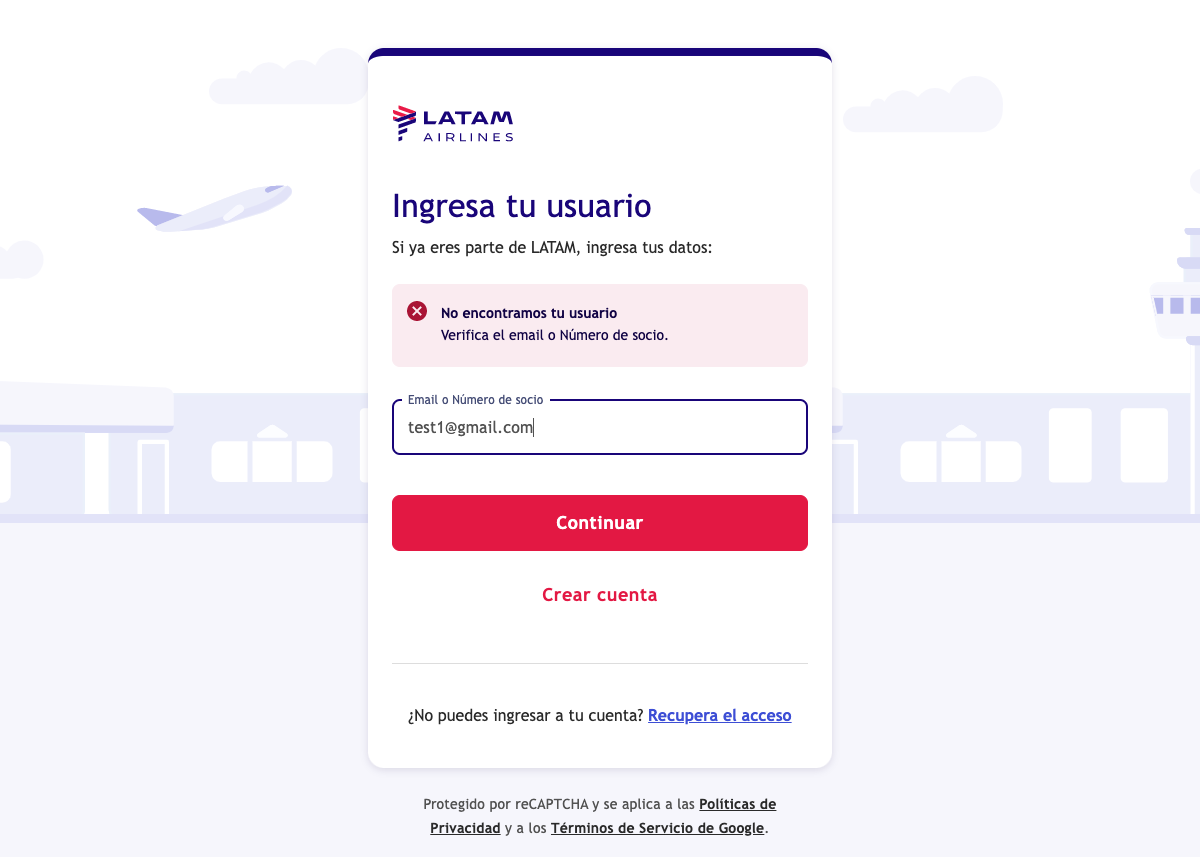 LATAM
AIRLINES
Ingresa tu usuario
Si ya eres parte de LATAM, ingresa tus datos:
No encontramos tu usuario
Verifica el email o Número de socio.
Email o Número de socio
test1@gmail.com
Continuar
Crear cuenta
¿No puedes ingresar a tu cuenta? Recupera el acceso
Protegido por reCAPTCHA y se aplica a las Políticas de
Privacidad y a los Términos de Servicio de Google.